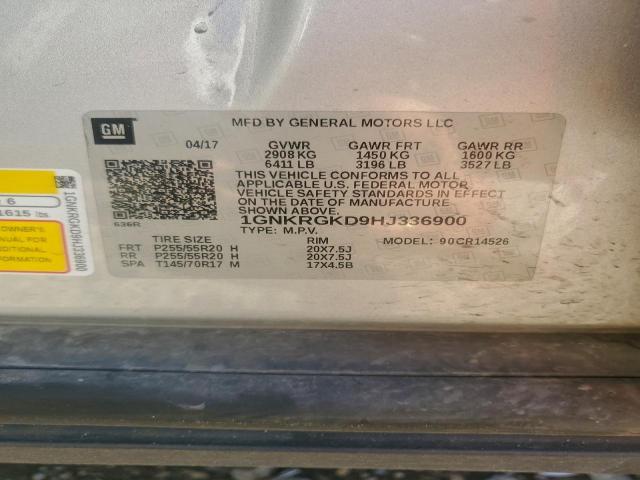 GM
MFD BY GENERAL MOTORS LLC
04/17 GVWR GAWR FRT GAWR RR
2908 KG 1450 KG 1600 KG
6411 LB 3196 LB 3527 LB
THIS VEHICLE CONFORMS TO ALL
APPLICABLE U.S. FEDERAL MOTOR
VEHICLE SAFETY STANDARDS IN EFFECT
ON THE DATE OF MANUFACTURE
SHOWN ABOVE.
1GNKRGKD9HJ336900
636R
TYPE: M.P.V. MODEL: 90CR14526
TIRE SIZE RIM
FRT P255/55R20 H 20X7.5J
RR P255/55R20 H 20X7.5J
SPA T145/70R17 M 17X4.5B
6
1615 lbs.
OWNER'S
MANUAL FOR
1GNKRGKD9HJ336900